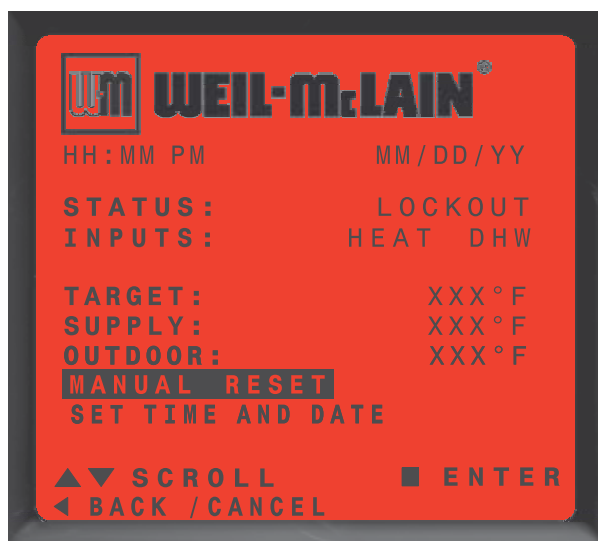 WM WEIL-McLAIN®
HH:MM PM MM/DD/YY
STATUS: LOCKOUT
INPUTS: HEAT DHW
TARGET: XXX°F
SUPPLY: XXX°F
OUTDOOR: XXX°F
MANUAL RESET
SET TIME AND DATE
▲▼ SCROLL ■ ENTER
◀ BACK /CANCEL